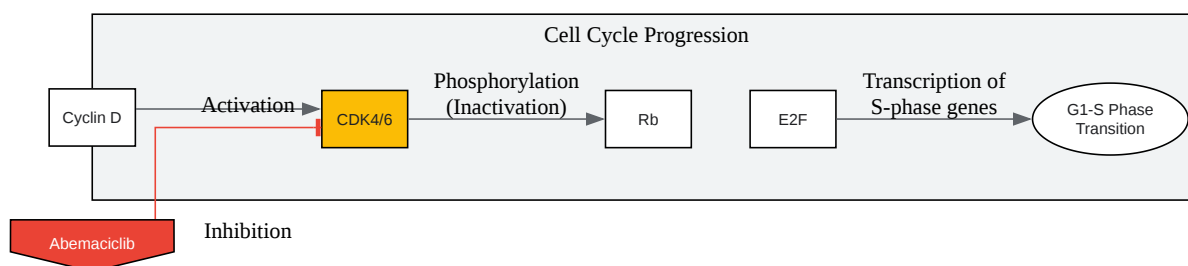 Cell Cycle Progression
Cyclin D
Activation
CDK4/6
Phosphorylation
(Inactivation)
Rb
E2F
Transcription of
S-phase genes
G1-S Phase
Transition
Abemaciclib
Inhibition